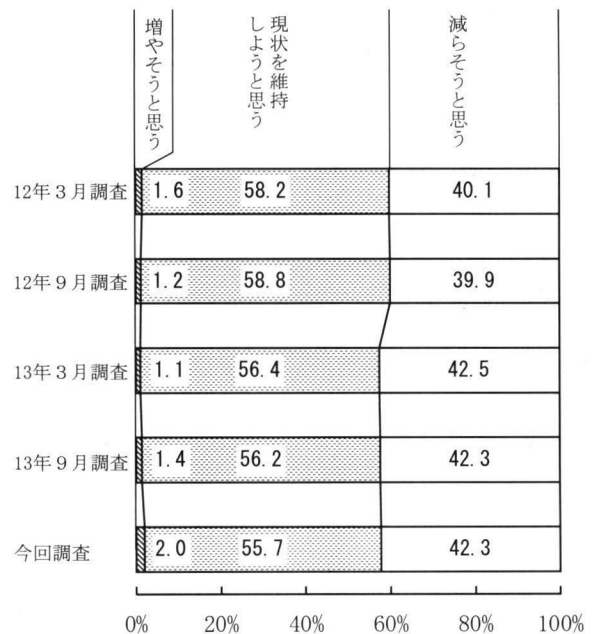 増やそうと思う
現状を維持
しようと思う
減らそうと思う
12年3月調査 1.6 58.2 40.1
12年9月調査 1.2 58.8 39.9
13年3月調査 1.1 56.4 42.5
13年9月調査 1.4 56.2 42.3
今回調査 2.0 55.7 42.3
0% 20% 40% 60% 80% 100%